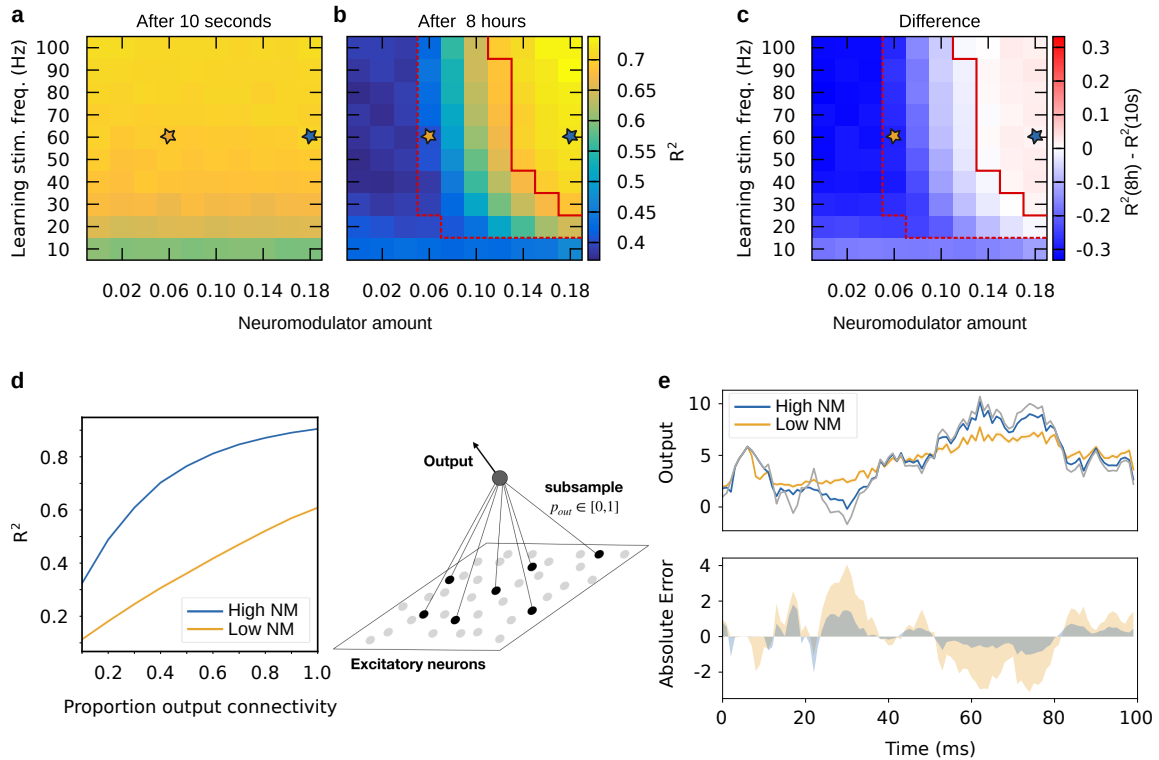 a
After 10 seconds
b
After 8 hours
c
Difference
Learning stim. freq. (Hz)
100
90
80
70
60
50
40
30
20
10
0.02 0.06 0.10 0.14 0.18
0.02 0.06 0.10 0.14 0.18
Neuromodulator amount
0.7
0.65
0.6
0.55
0.5
0.45
0.4
R²
Learning stim. freq. (Hz)
100
90
80
70
60
50
40
30
20
10
0.02 0.06 0.10 0.14 0.18
Neuromodulator amount
0.3
0.2
0.1
0
-0.1
-0.2
-0.3
R²(8h) - R²(10s)
d
R²
0.8
0.6
0.4
0.2
High NM
Low NM
0.2 0.4 0.6 0.8 1.0
Proportion output connectivity
Output
subsample
pₒᵤₜ ∈ [0,1]
Excitatory neurons
e
Output
10
5
0
High NM
Low NM
Absolute Error
4
2
0
-2
0 20 40 60 80 100
Time (ms)